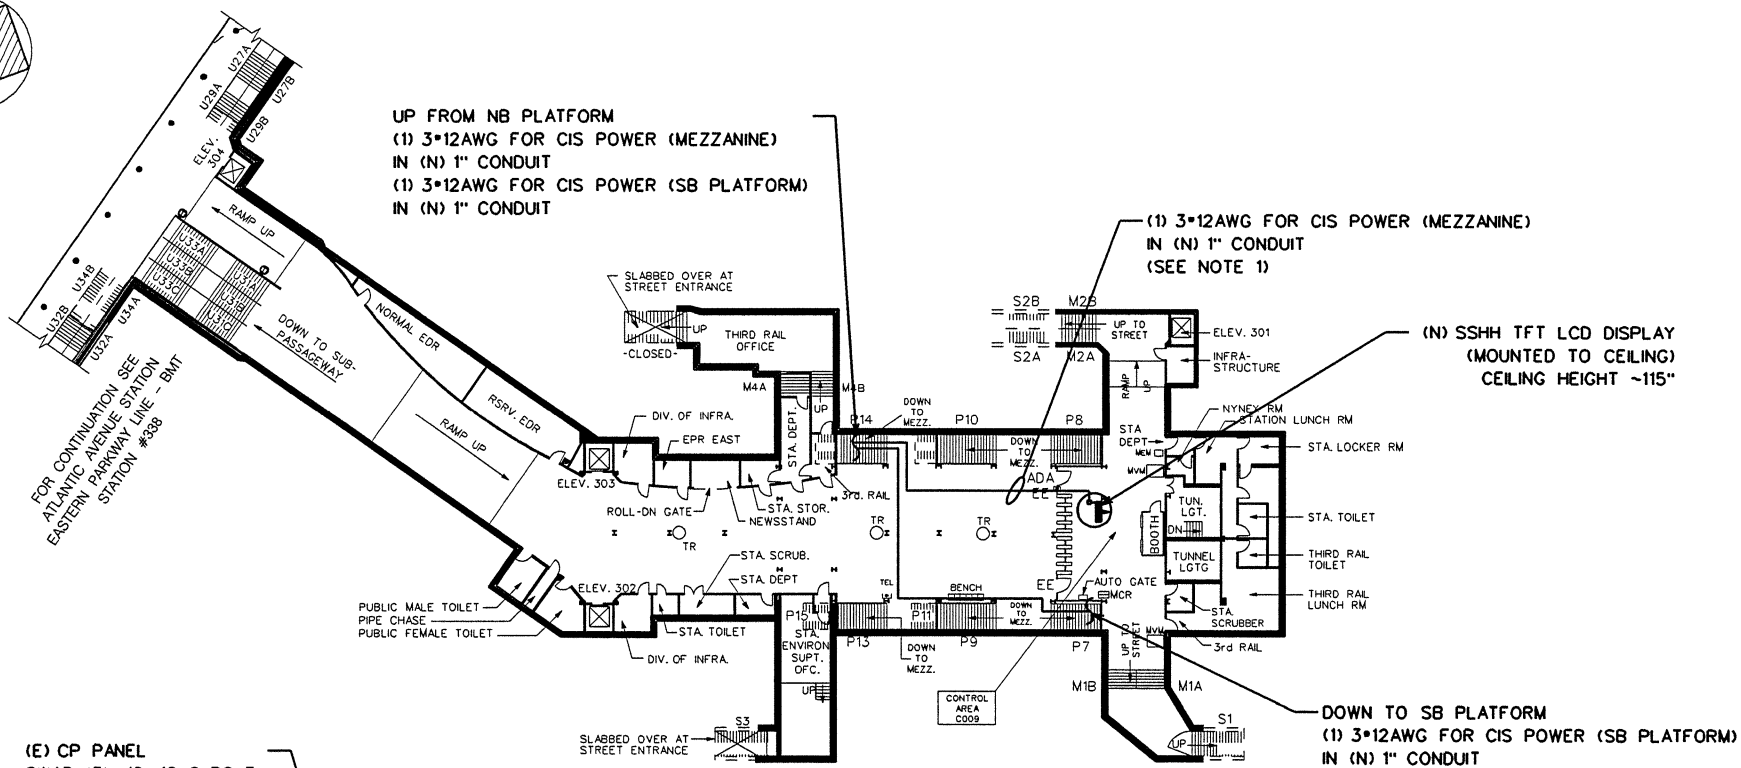 UP FROM NB PLATFORM
(1) 3*12AWG FOR CIS POWER (MEZZANINE)
IN (N) 1" CONDUIT
(1) 3*12AWG FOR CIS POWER (SB PLATFORM)
IN (N) 1" CONDUIT
(1) 3*12AWG FOR CIS POWER (MEZZANINE)
IN (N) 1" CONDUIT
(SEE NOTE 1)
(N) SSHH TFT LCD DISPLAY
(MOUNTED TO CEILING)
CEILING HEIGHT ~115"
U27A
U27B
U29A
U29B
ELEV.
304
RAMP UP
U33A
U33B
U33C
U31A
U31B
U31C
U34B
U34A
U32B
U32A
DOWN TO SUB-
PASSAGEWAY
NORMAL EDR
RSRV. EDR
RAMP UP
FOR CONTINUATION SEE
ATLANTIC AVENUE STATION
EASTERN PARKWAY LINE - BMT
STATION #338
SLABBED OVER AT
STREET ENTRANCE
UP
-CLOSED-
THIRD RAIL
OFFICE
M4A
M4B
UP
STA. DEPT.
DIV. OF INFRA.
EPR EAST
ELEV. 303
ROLL-DN GATE
STA. STOR.
NEWSSTAND
3rd. RAIL
P14
DOWN
TO
MEZZ.
P10
DOWN
TO
MEZZ.
P8
S2B
M2B
UP TO
STREET
S2A
M2A
ELEV. 301
INFRA-
STRUCTURE
RAMP
UP
NYNEY RM
STATION LUNCH RM
STA
DEPT
MEM
MVM
STA. LOCKER RM
ADA
EE
TUN.
LGT.
DN
BOOTH
STA. TOILET
TUNNEL
LGTG
THIRD RAIL
TOILET
THIRD RAIL
LUNCH RM
TR
TR
TR
STA. SCRUB.
STA. DEPT
ELEV. 302
TEL
BENCH
EE
AUTO GATE
MCR
PUBLIC MALE TOILET
PIPE CHASE
PUBLIC FEMALE TOILET
STA. TOILET
DIV. OF INFRA.
P15
STA.
ENVIRON
SUPT.
OFC.
UP
P13
P11
DOWN
TO
MEZZ.
P9
DOWN
TO
MEZZ.
P7
UP TO
STREET
MVM
STA.
SCRUBBER
3rd RAIL
M1B
M1A
CONTROL
AREA
C009
S3
SLABBED OVER AT
STREET ENTRANCE
S1
UP
DOWN TO SB PLATFORM
(1) 3*12AWG FOR CIS POWER (SB PLATFORM)
IN (N) 1" CONDUIT
(E) CP PANEL